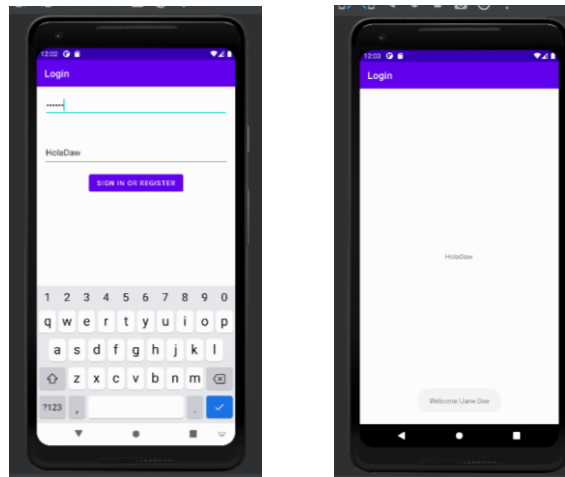 12:02
Login
••••••
HolaDaw
SIGN IN OR REGISTER
1 2 3 4 5 6 7 8 9 0
q w e r t y u i o p
a s d f g h j k l
z x c v b n m
?123 , .
12:03
Login
HolaDaw
Welcome !Jane Doe